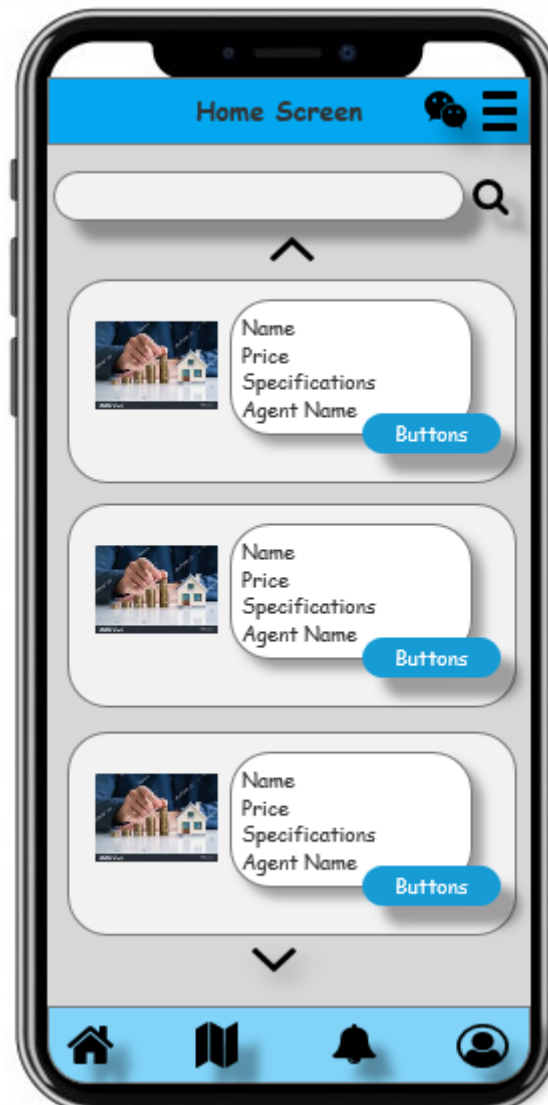 Home Screen
Name
Price
Specifications
Agent Name
Buttons
Name
Price
Specifications
Agent Name
Buttons
Name
Price
Specifications
Agent Name
Buttons